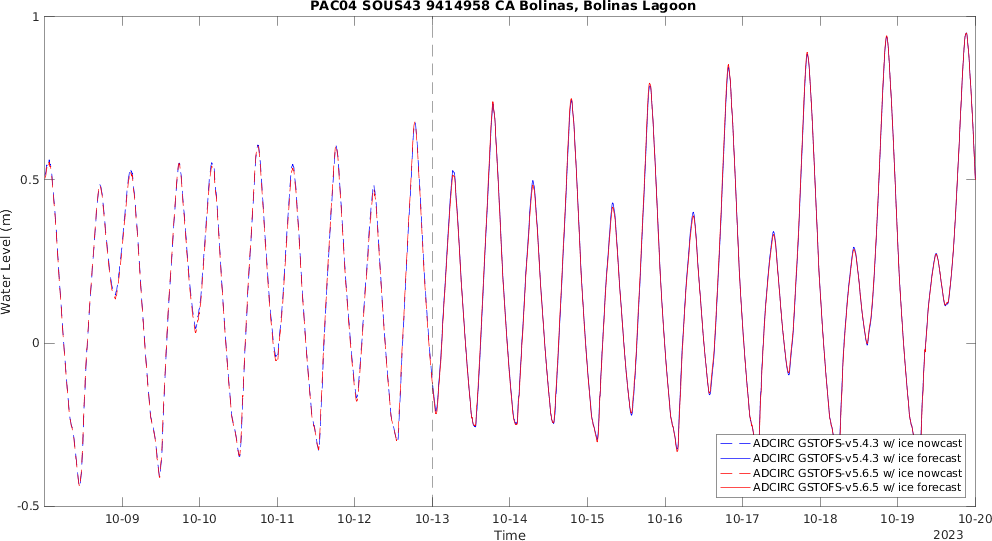 PAC04 SOUS43 9414958 CA Bolinas, Bolinas Lagoon
Water Level (m)
1
0.5
0
-0.5
ADCIRC GSTOFS-v5.4.3 w/ ice nowcast
ADCIRC GSTOFS-v5.4.3 w/ ice forecast
ADCIRC GSTOFS-v5.6.5 w/ ice nowcast
ADCIRC GSTOFS-v5.6.5 w/ ice forecast
10-09 10-10 10-11 10-12 10-13 10-14 10-15 10-16 10-17 10-18 10-19 10-20
Time
2023